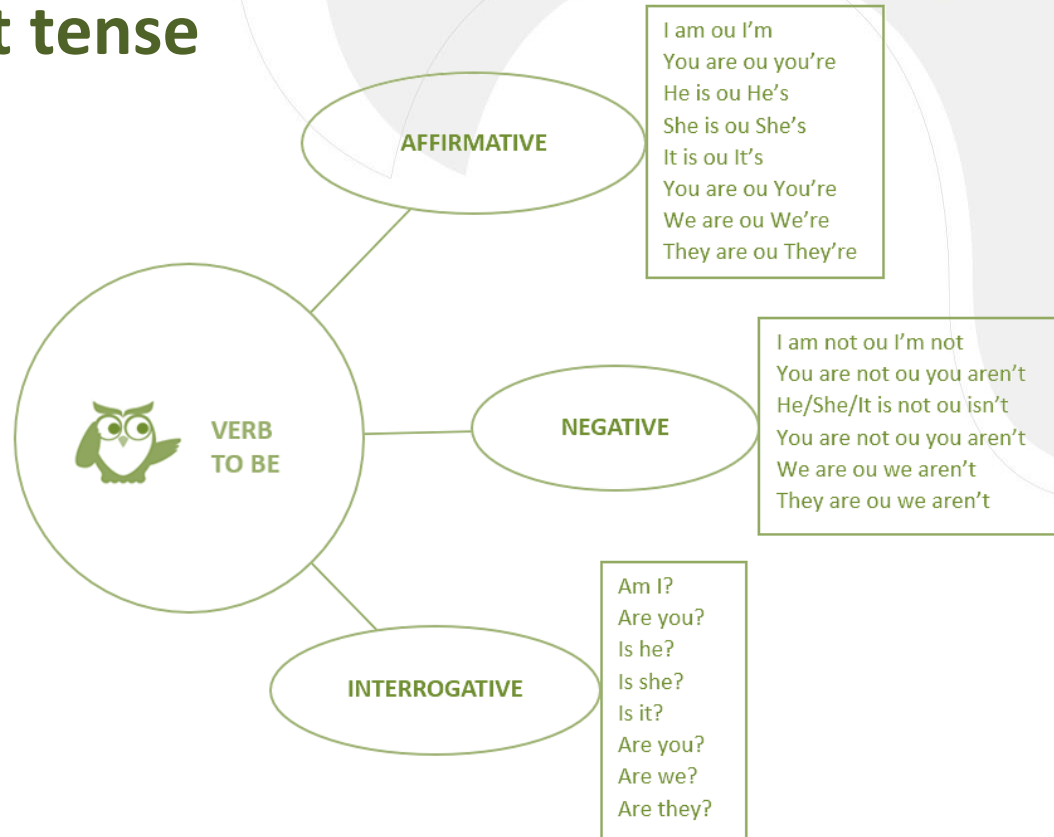 t tense
AFFIRMATIVE
I am ou I'm
You are ou you're
He is ou He's
She is ou She's
It is ou It's
You are ou You're
We are ou We're
They are ou They're
VERB
TO BE
NEGATIVE
I am not ou I'm not
You are not ou you aren't
He/She/It is not ou isn't
You are not ou you aren't
We are ou we aren't
They are ou we aren't
INTERROGATIVE
Am I?
Are you?
Is he?
Is she?
Is it?
Are you?
Are we?
Are they?